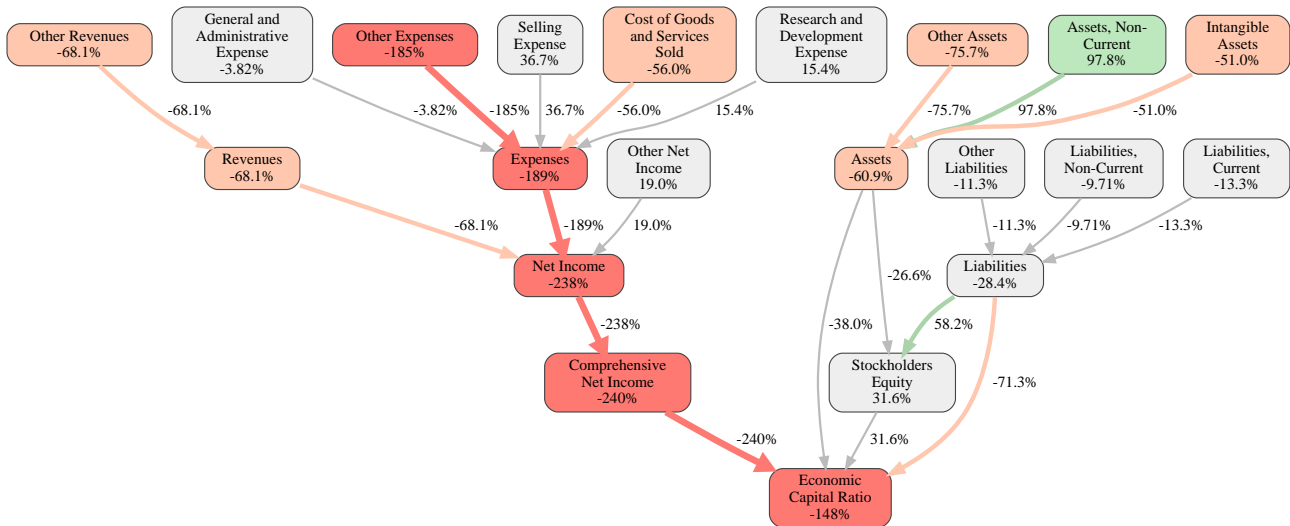 Other Revenues
-68.1%
General and
Administrative
Expense
-3.82%
Other Expenses
-185%
Selling
Expense
36.7%
Cost of Goods
and Services
Sold
-56.0%
Research and
Development
Expense
15.4%
Other Assets
-75.7%
Assets, Non-
Current
97.8%
Intangible
Assets
-51.0%
-68.1%
-3.82%
-185%
36.7%
-56.0%
15.4%
-75.7%
97.8%
-51.0%
Revenues
-68.1%
Expenses
-189%
Other Net
Income
19.0%
Assets
-60.9%
Other
Liabilities
-11.3%
Liabilities,
Non-Current
-9.71%
Liabilities,
Current
-13.3%
-68.1%
-189%
19.0%
-11.3%
-9.71%
-13.3%
Net Income
-238%
-26.6%
Liabilities
-28.4%
-238%
-38.0%
58.2%
-71.3%
Comprehensive
Net Income
-240%
Stockholders
Equity
31.6%
-240%
31.6%
Economic
Capital Ratio
-148%